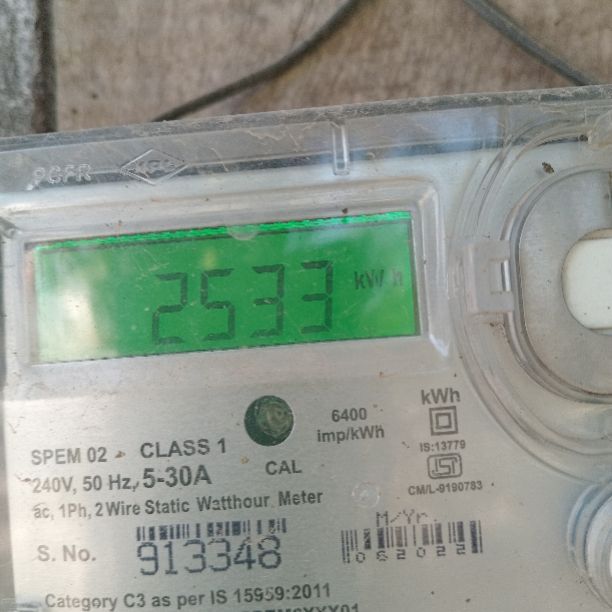 PGFR
2533 kWh
6400
imp/kWh
kWh
IS:13779
CM/L-9190783
SPEM 02 CLASS 1
CAL
240V, 50 Hz, 5-30A
ac, 1Ph, 2 Wire Static Watthour Meter
S. No. 913348
M/Yr.
062022
Category C3 as per IS 15959:2011